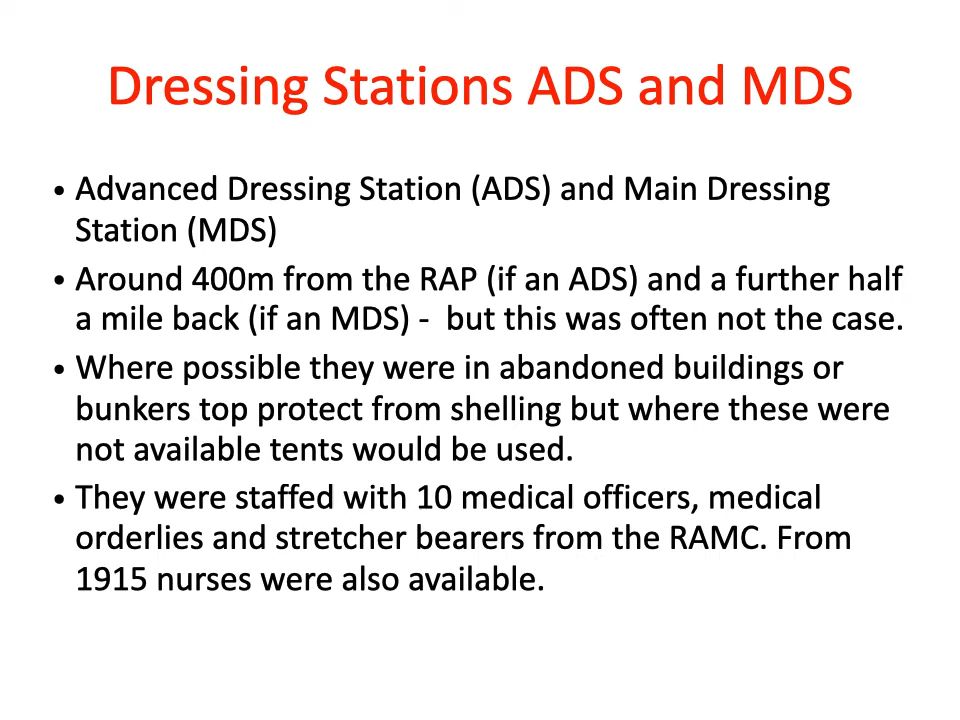 Dressing Stations ADS and MDS
• Advanced Dressing Station (ADS) and Main Dressing
Station (MDS)
• Around 400m from the RAP (if an ADS) and a further half
a mile back (if an MDS) -  but this was often not the case.
• Where possible they were in abandoned buildings or
bunkers top protect from shelling but where these were
not available tents would be used.
• They were staffed with 10 medical officers, medical
orderlies and stretcher bearers from the RAMC. From
1915 nurses were also available.